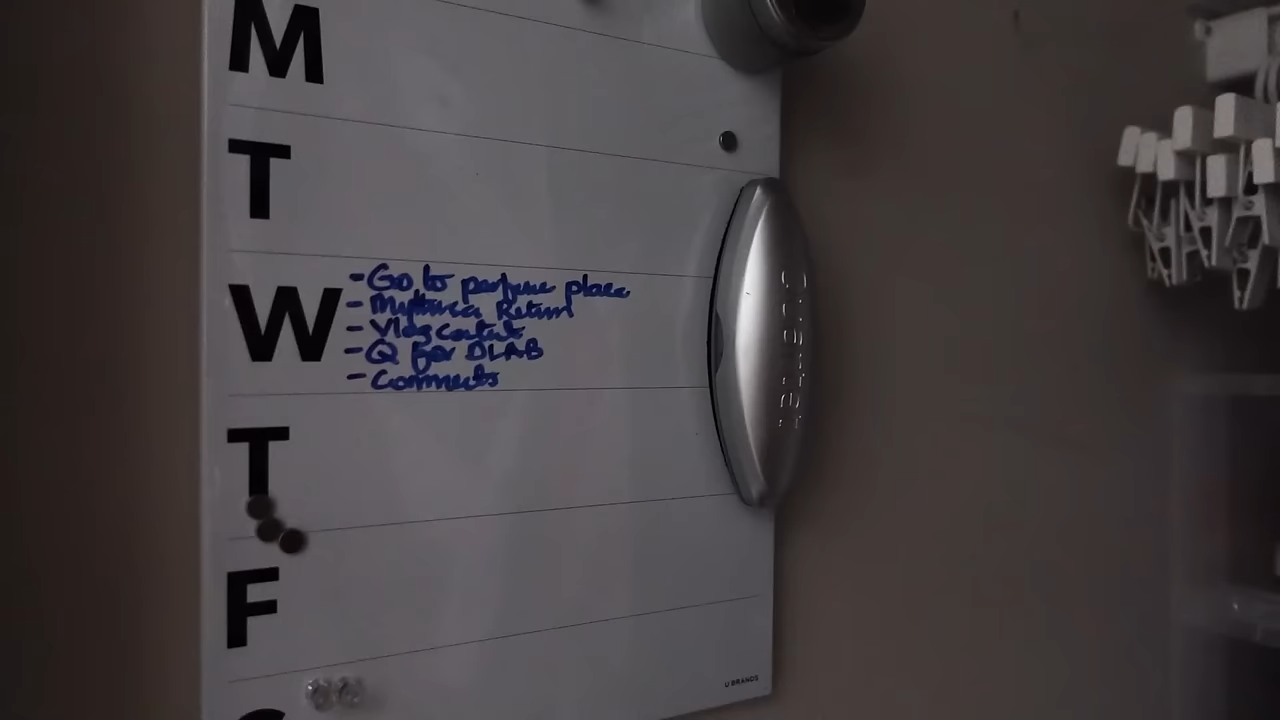 M
T
W
- Go to perfume place
- Return
- Vlog content
- Q for DLAB
- Comments
T
F
U BRANDS